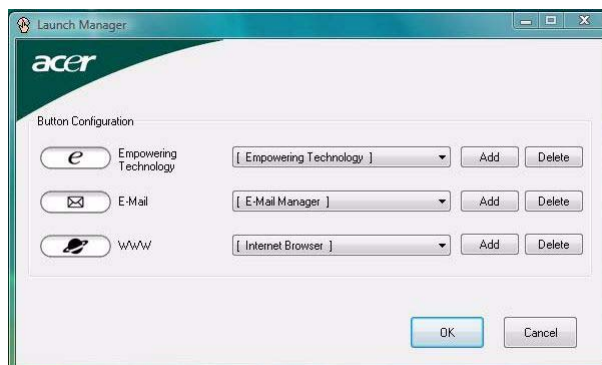 Launch Manager
acer
Button Configuration
e
Empowering
Technology
[ Empowering Technology ]
Add
Delete
E-Mail
[ E-Mail Manager ]
Add
Delete
WWW
[ Internet Browser ]
Add
Delete
OK
Cancel